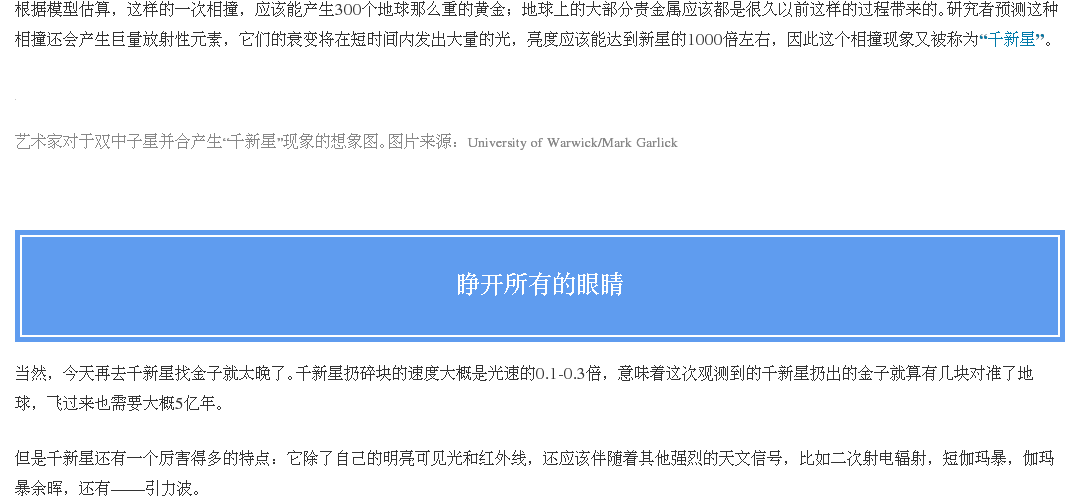 根据模型估算，这样的一次相撞，应该能产生300个地球那么重的黄金；地球上的大部分贵金属应该都是很久以前这样的过程带来的。研究者预测这种
相撞还会产生巨量放射性元素，它们的衰变将在短时间内发出大量的光，亮度应该能达到新星的1000倍左右，因此这个相撞现象又被称为“千新星”。
艺术家对于双中子星并合产生“千新星”现象的想象图。图片来源：University of Warwick/Mark Garlick
睁开所有的眼睛
当然，今天再去千新星找金子就太晚了。千新星扔碎块的速度大概是光速的0.1-0.3倍，意味着这次观测到的千新星扔出的金子就算有几块对准了地
球，飞过来也需要大概5亿年。
但是千新星还有一个厉害得多的特点：它除了自己的明亮可见光和红外线，还应该伴随着其他强烈的天文信号，比如二次射电辐射，短伽玛暴，伽玛
暴余晖，还有——引力波。